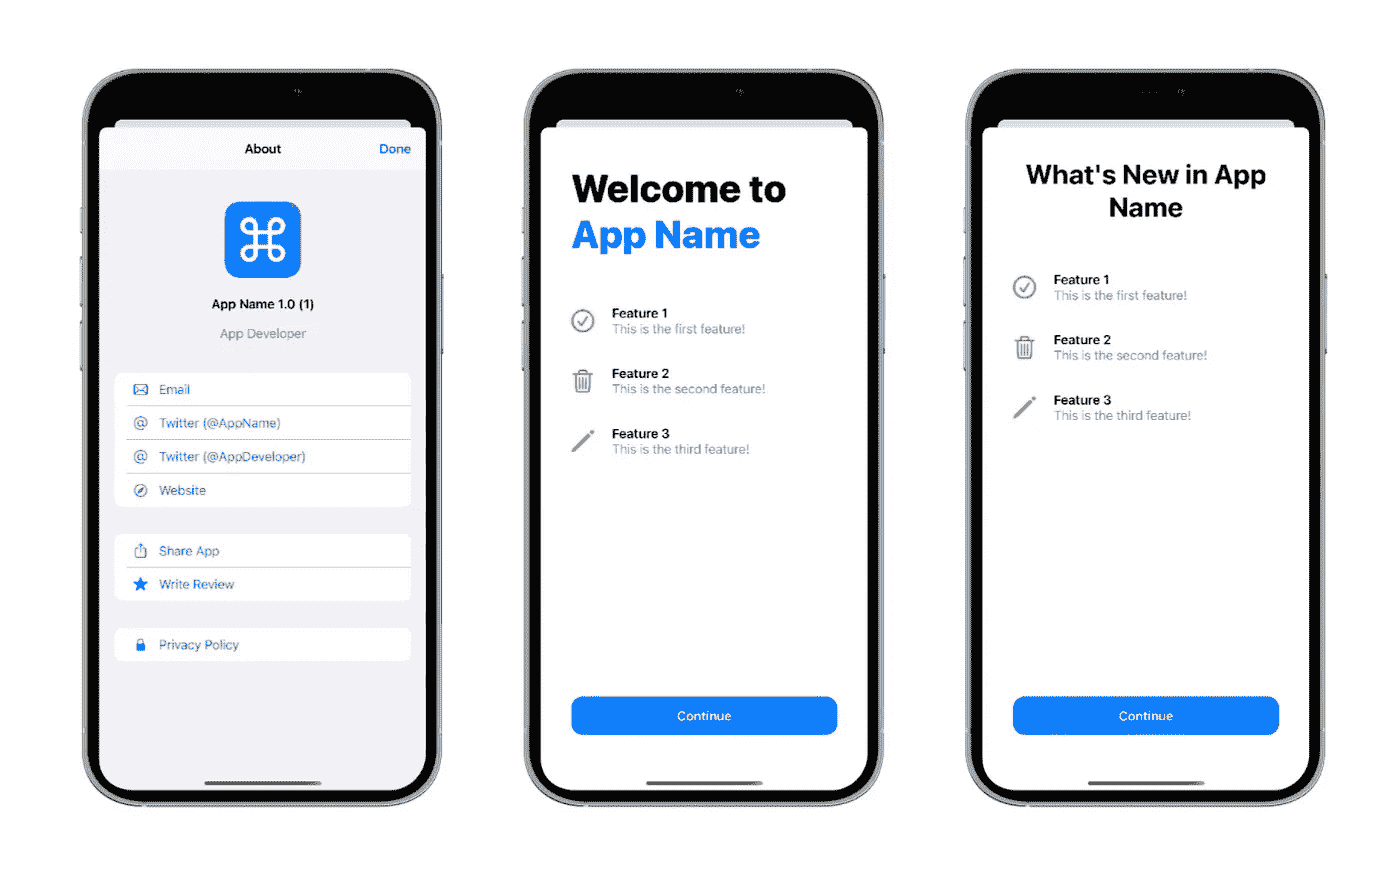 About
Done
App Name 1.0 (1)
App Developer
Email
Twitter (@AppName)
Twitter (@AppDeveloper)
Website
Share App
Write Review
Privacy Policy
Welcome to
App Name
Feature 1
This is the first feature!
Feature 2
This is the second feature!
Feature 3
This is the third feature!
Continue
What's New in App
Name
Feature 1
This is the first feature!
Feature 2
This is the second feature!
Feature 3
This is the third feature!
Continue